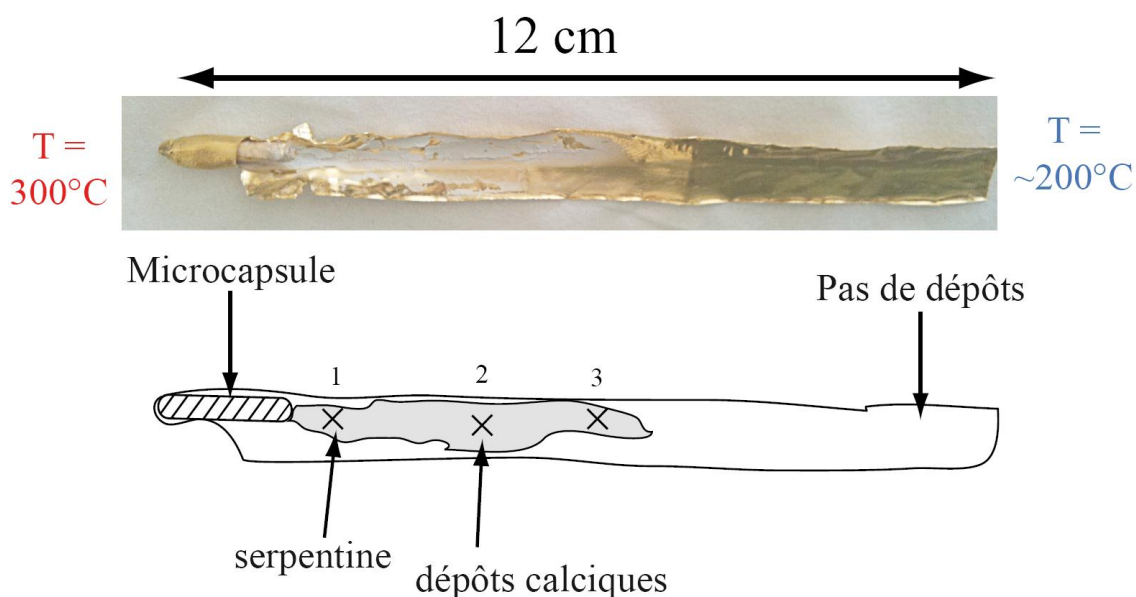 12 cm
T =
300°C
T =
~200°C
Microcapsule
Pas de dépôts
1
2
3
serpentine
dépôts calciques